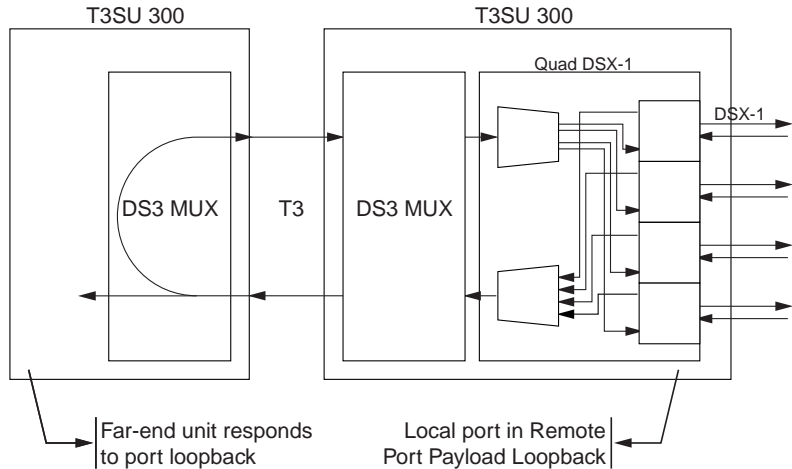 T3SU 300
T3SU 300
Quad DSX-1
DSX-1
DS3 MUX
T3
DS3 MUX
Far-end unit responds
to port loopback
Local port in Remote
Port Payload Loopback